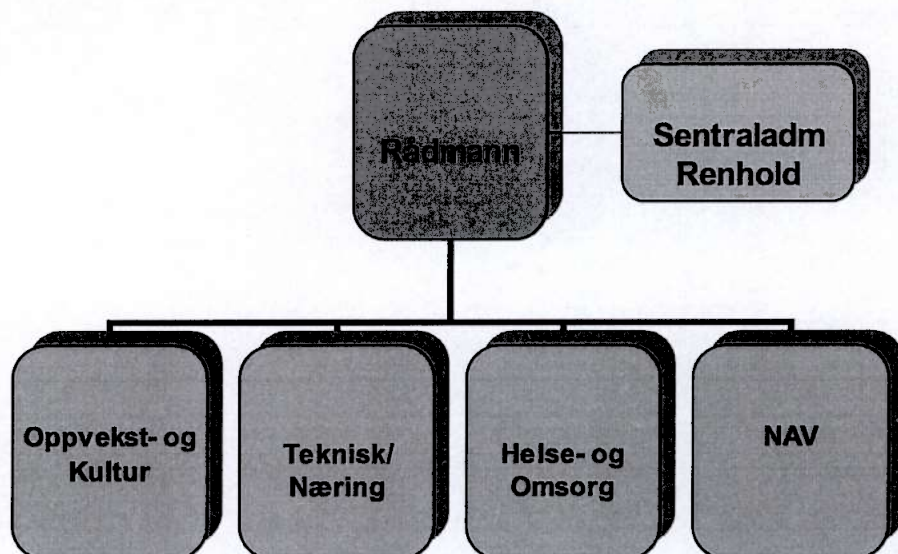 Rådmann
Sentraladm
Renhold
Oppvekst- og
Kultur
Teknisk/
Næring
Helse- og
Omsorg
NAV